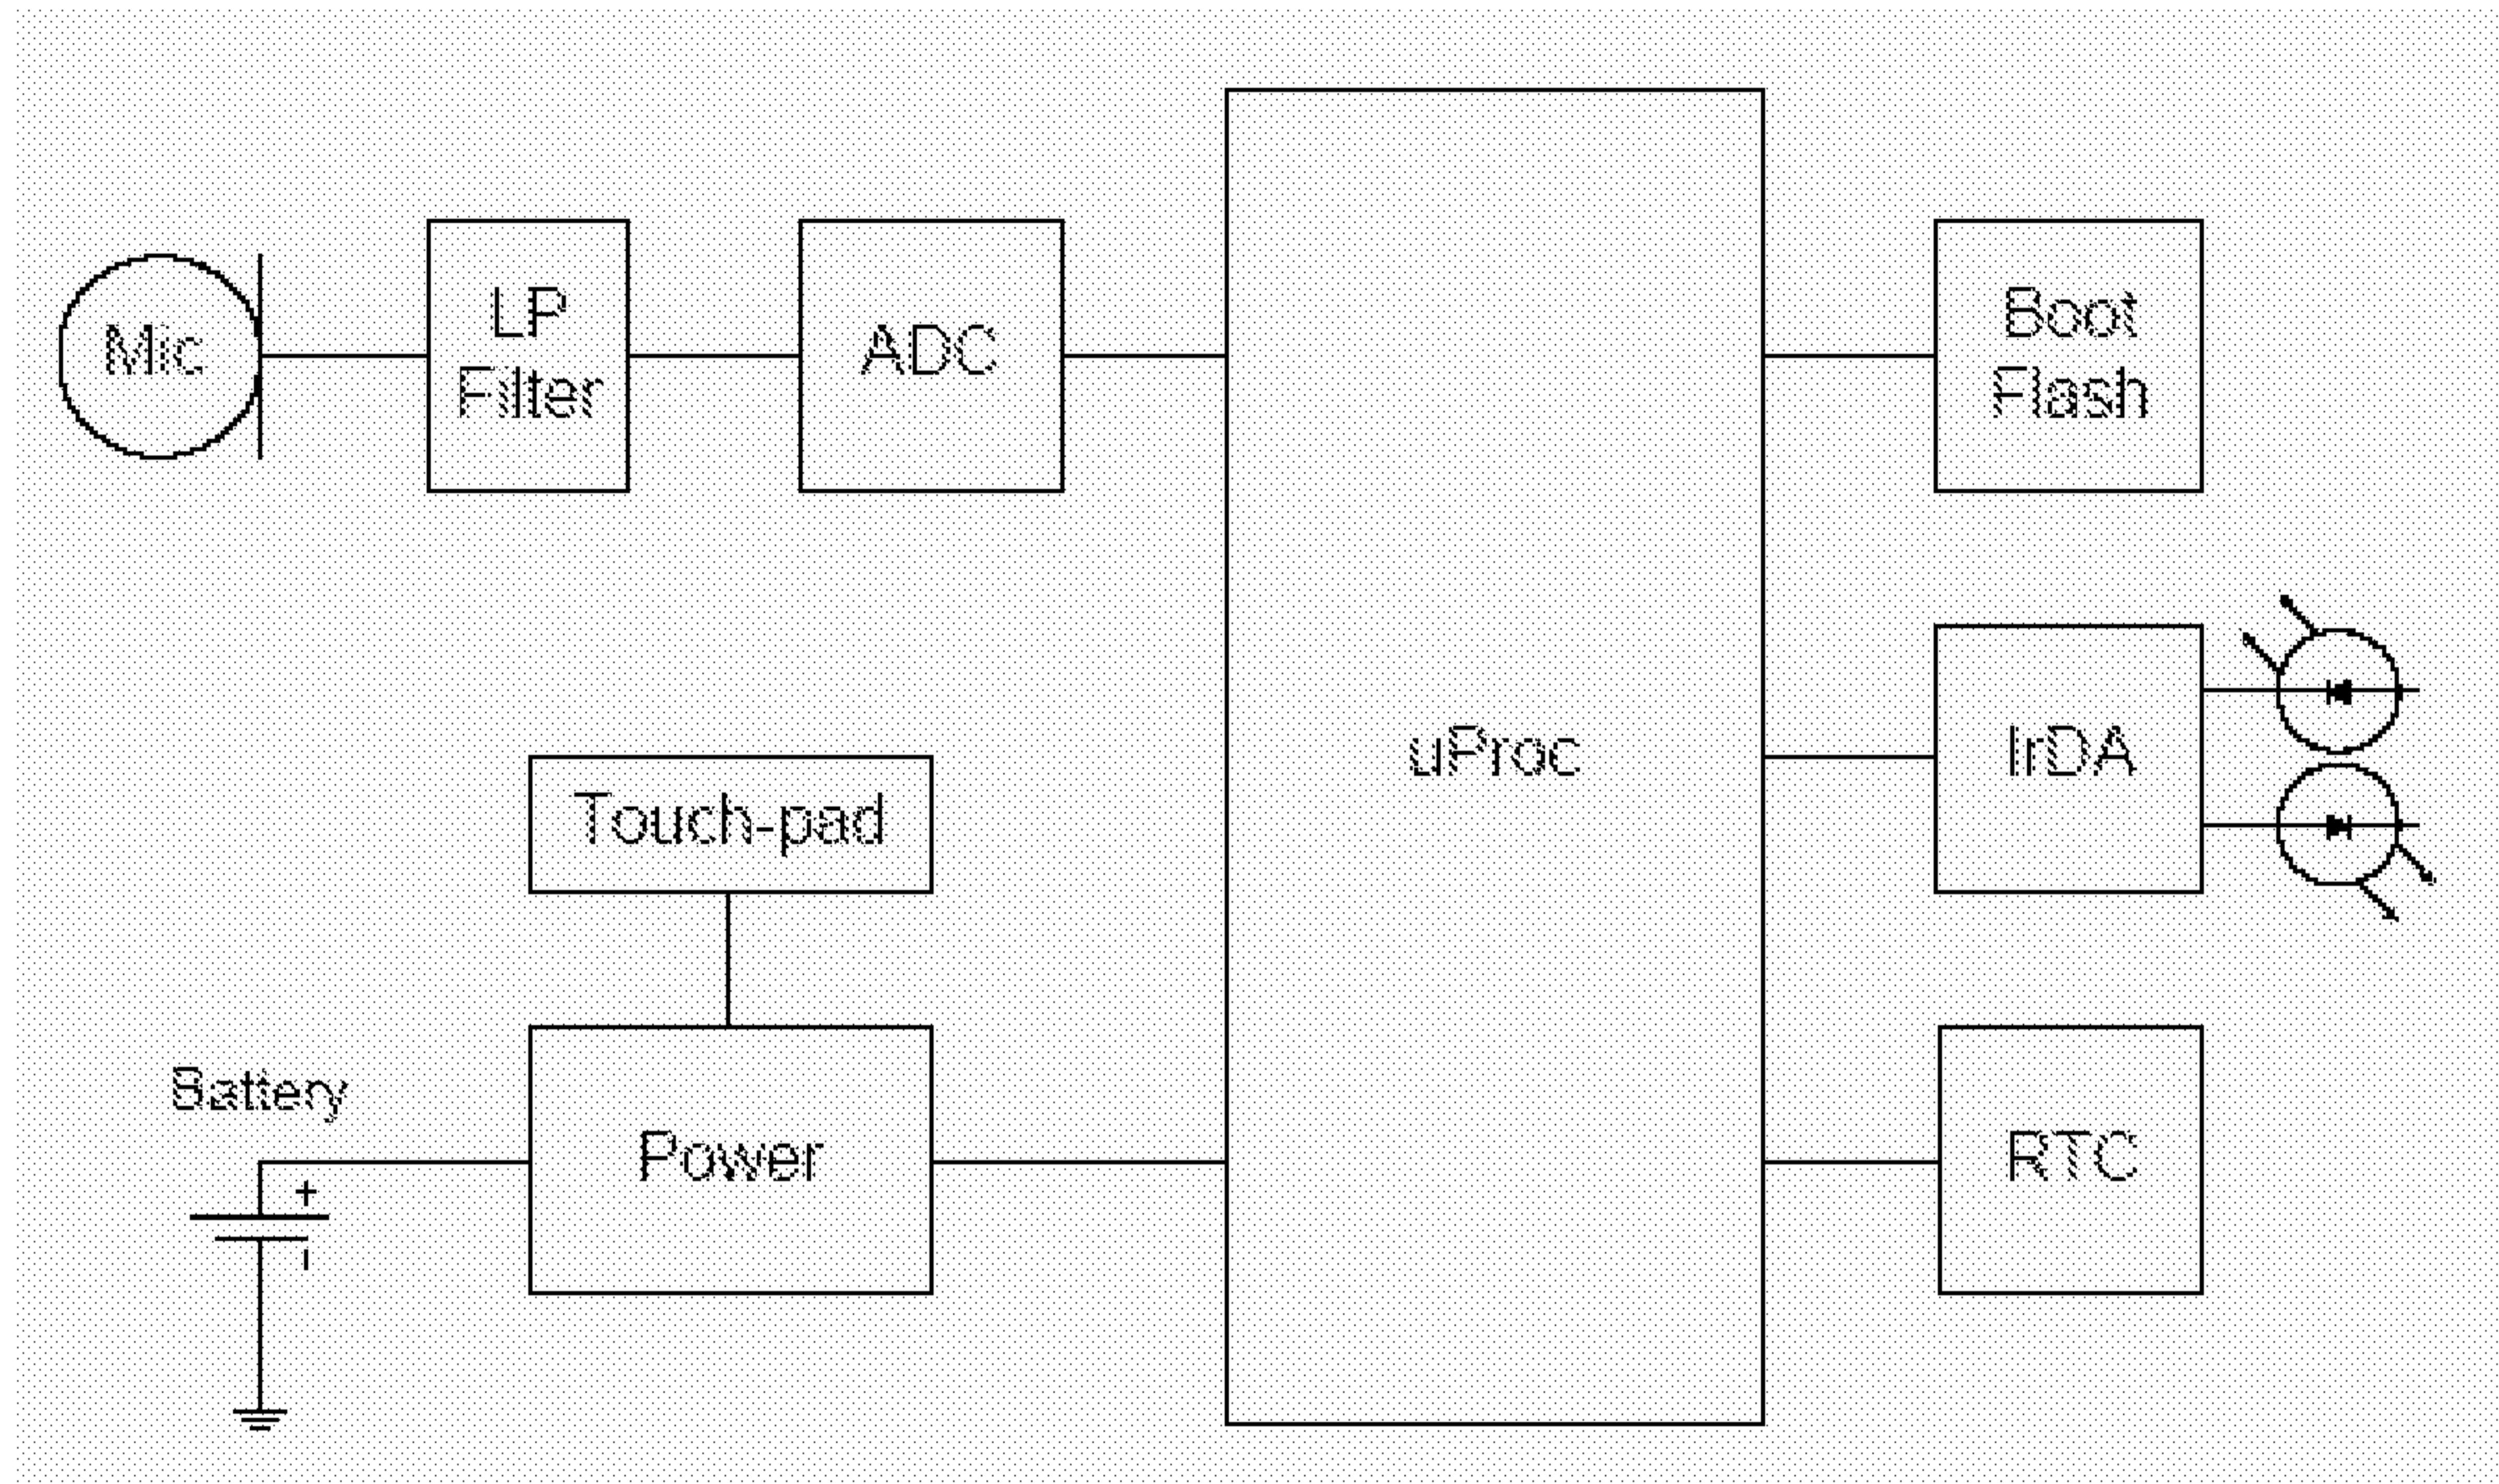 Mic
LP
Filter
ADC
uProc
Boot
Flash
IrDA
Touch-pad
Battery
+
-
Power
RTC